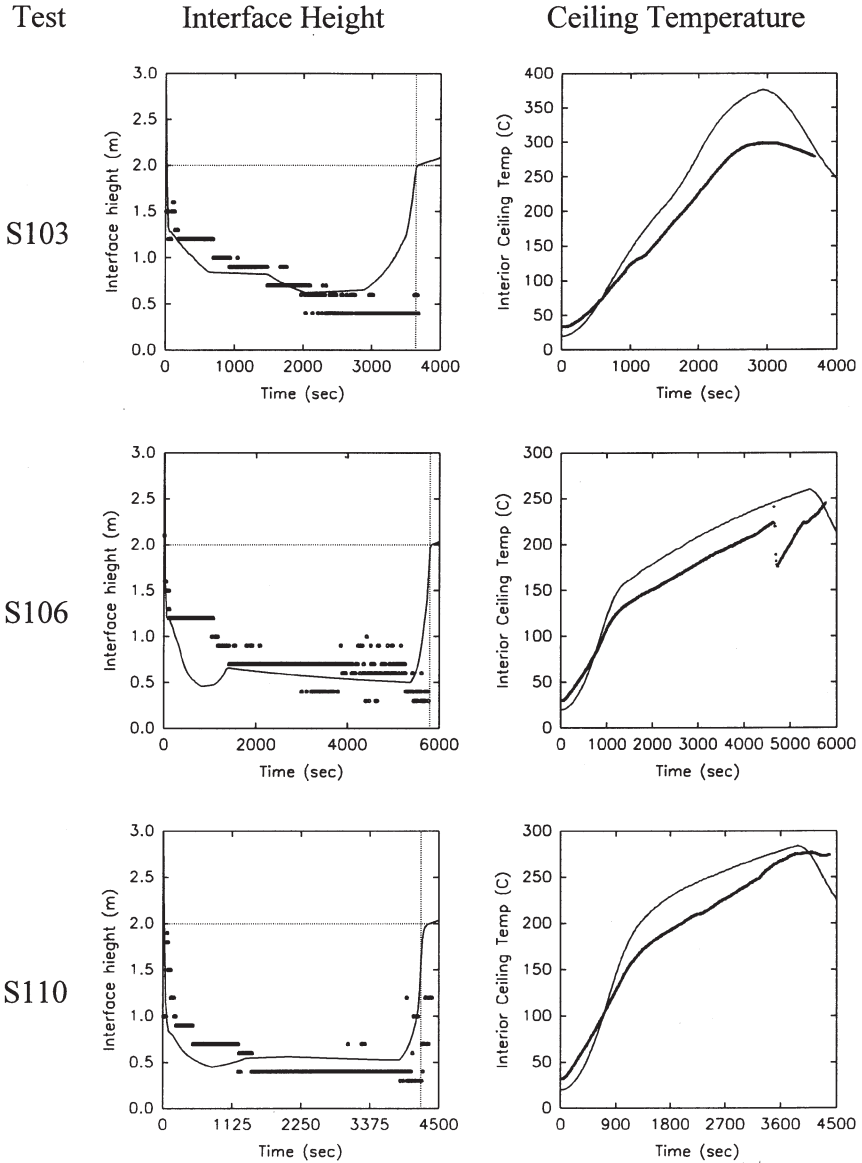 Test Interface Height Ceiling Temperature
S103
Interface hieght (m)
3.0
2.5
2.0
1.5
1.0
0.5
0.0
0 1000 2000 3000 4000
Time (sec)
Interior Ceiling Temp (C)
400
350
300
250
200
150
100
50
0
0 1000 2000 3000 4000
Time (sec)
S106
Interface hieght (m)
3.0
2.5
2.0
1.5
1.0
0.5
0.0
0 2000 4000 6000
Time (sec)
Interior Ceiling Temp (C)
300
250
200
150
100
50
0
0 1000 2000 3000 4000 5000 6000
Time (sec)
S110
Interface hieght (m)
3.0
2.5
2.0
1.5
1.0
0.5
0.0
0 1125 2250 3375 4500
Time (sec)
Interior Ceiling Temp (C)
300
250
200
150
100
50
0
0 900 1800 2700 3600 4500
Time (sec)